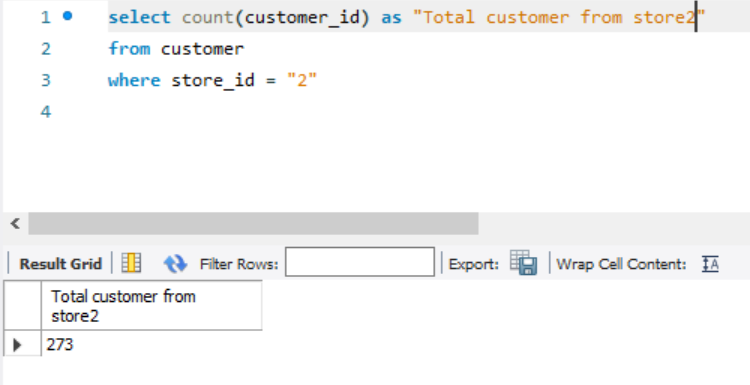 1 select count(customer_id) as "Total customer from store2"
2 from customer
3 where store_id = "2"
4
Result Grid Filter Rows: Export: Wrap Cell Content: IA
Total customer from
store2
273